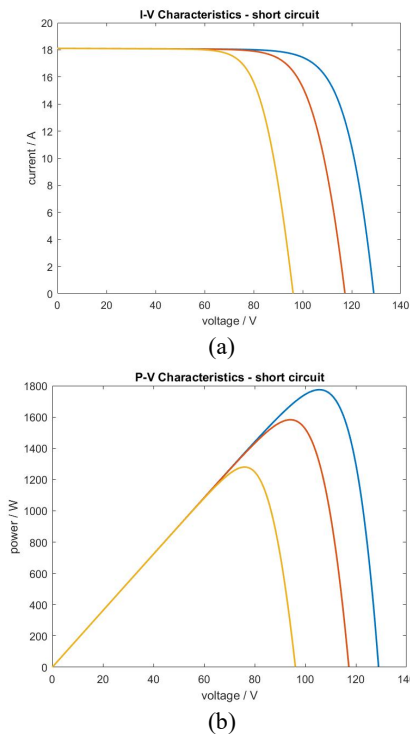 I-V Characteristics - short circuit
20
18
16
14
12
10
8
6
4
2
0
current / A
0 20 40 60 80 100 120 140
voltage / V
(a)
P-V Characteristics - short circuit
1800
1600
1400
1200
1000
800
600
400
200
0
power / W
0 20 40 60 80 100 120 140
voltage / V
(b)